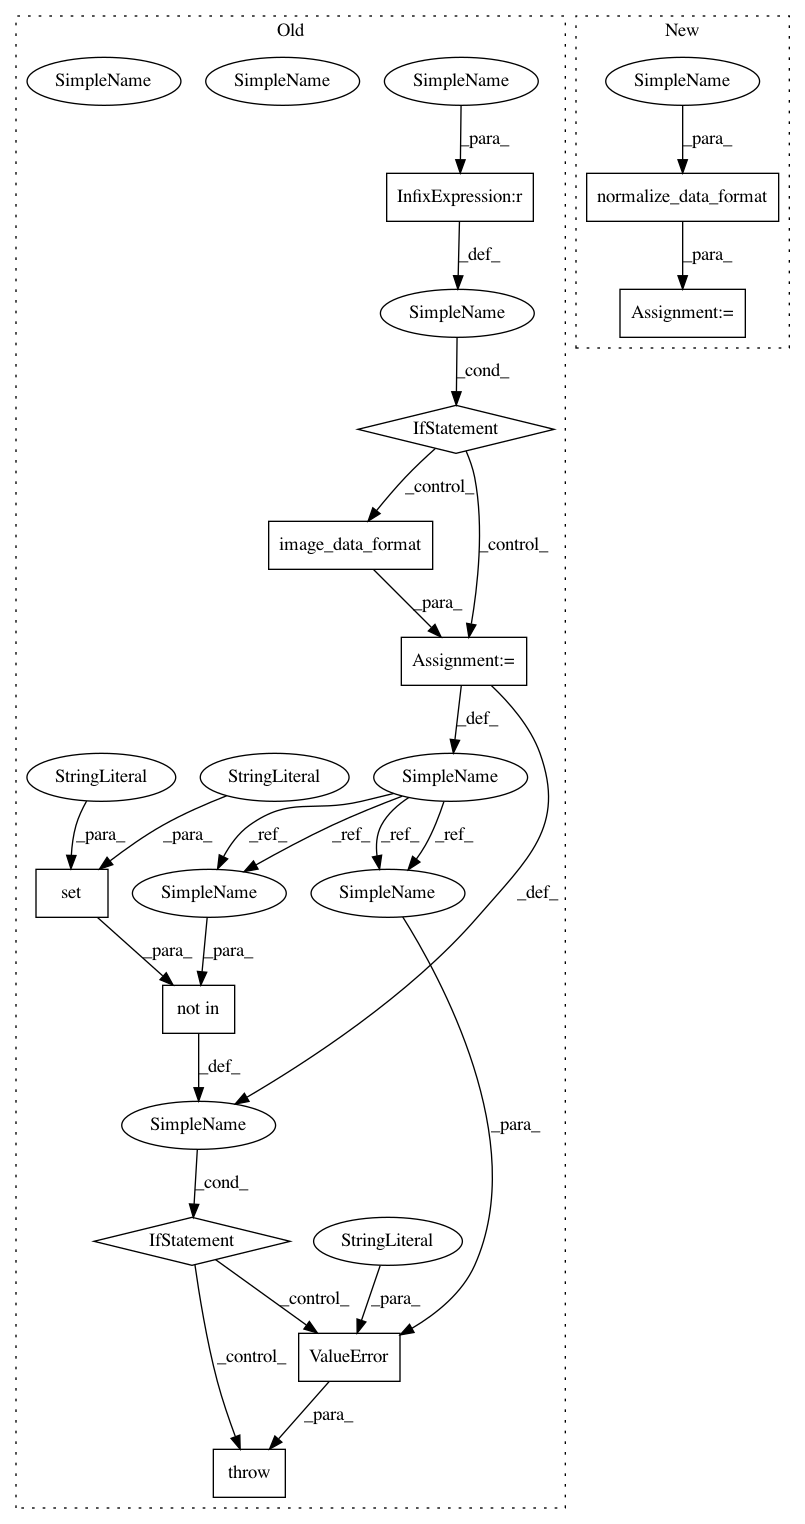 Old
New
SimpleName
SimpleName
SimpleName
SimpleName
_para_
_para_
InfixExpression:r
normalize_data_format
_def_
_para_
SimpleName
Assignment:=
_cond_
IfStatement
_control_
_control_
image_data_format
_para_
Assignment:=
_def_
StringLiteral
StringLiteral
SimpleName
_para_
_para_
_ref_
_ref_
_ref_
_ref_
set
SimpleName
SimpleName
_def_
_para_
_para_
not in
_def_
SimpleName
_para_
_cond_
IfStatement
StringLiteral
_control_
_para_
ValueError
_control_
_para_
throw